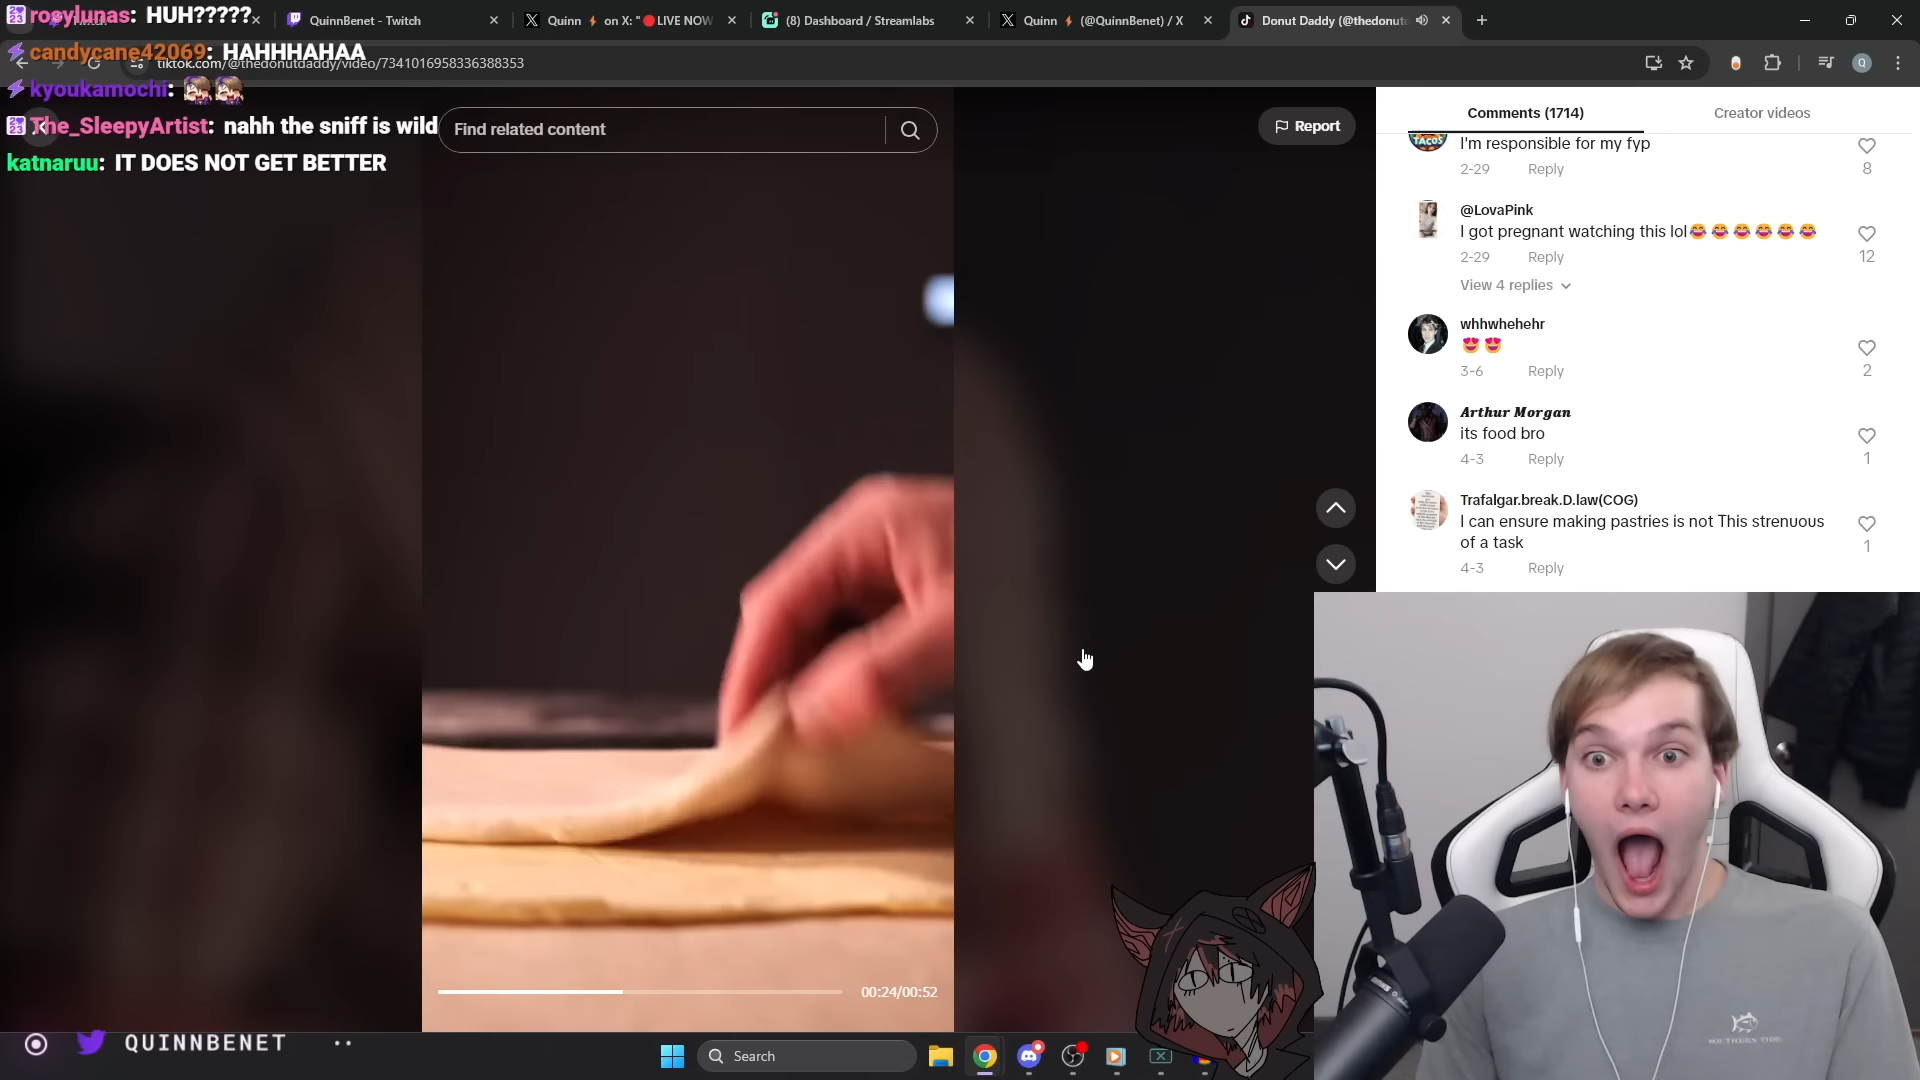 rosylunas: HUH?????
candycane42069: HAHHHAHAA
kyoukamochi:
The_SleepyArtist: nahh the sniff is wild
katnaruu: IT DOES NOT GET BETTER
QuinnBenet - Twitch
Quinn ⚡ on X: "🔴LIVE NOW
(8) Dashboard / Streamlabs
Quinn ⚡ (@QuinnBenet) / X
Donut Daddy (@thedonut
tiktok.com/@thedonutdaddy/video/7341016958336388353
Q
Find related content
Report
Comments (1714)
Creator videos
TACOS
I'm responsible for my fyp
2-29 Reply
8
@LovaPink
I got pregnant watching this lol😂😂😂😂😂😂
2-29 Reply
12
View 4 replies
whhwhehehr
😍😍
3-6 Reply
2
Arthur Morgan
its food bro
4-3 Reply
1
Trafalgar.break.D.law(COG)
I can ensure making pastries is not This strenuous
of a task
4-3 Reply
1
00:24/00:52
QUINNBENET
Search
SOUTHERN TIDE